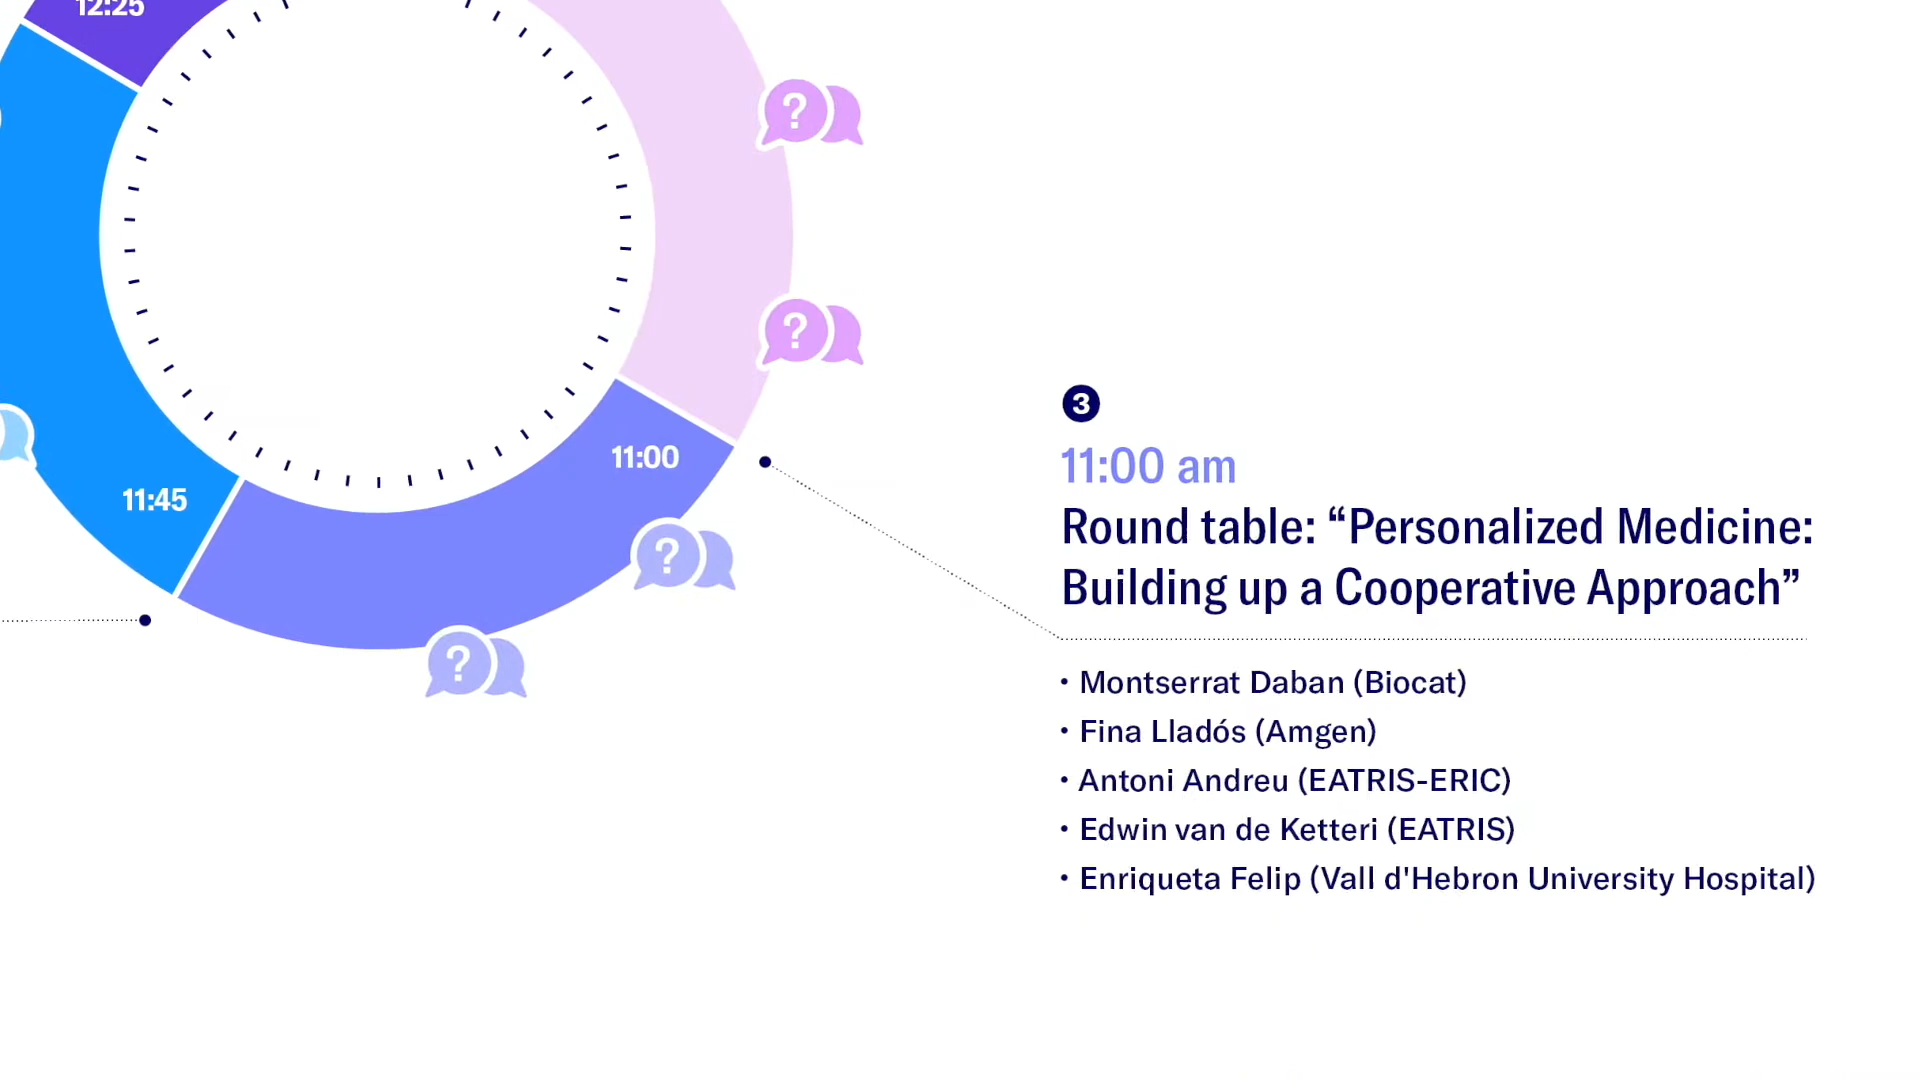 12:25
?
?
3
11:00 am
11:00
Round table: “Personalized Medicine:
11:45
Building up a Cooperative Approach”
?
?
• Montserrat Daban (Biocat)
• Fina Lladós (Amgen)
• Antoni Andreu (EATRIS-ERIC)
• Edwin van de Ketteri (EATRIS)
• Enriqueta Felip (Vall d'Hebron University Hospital)